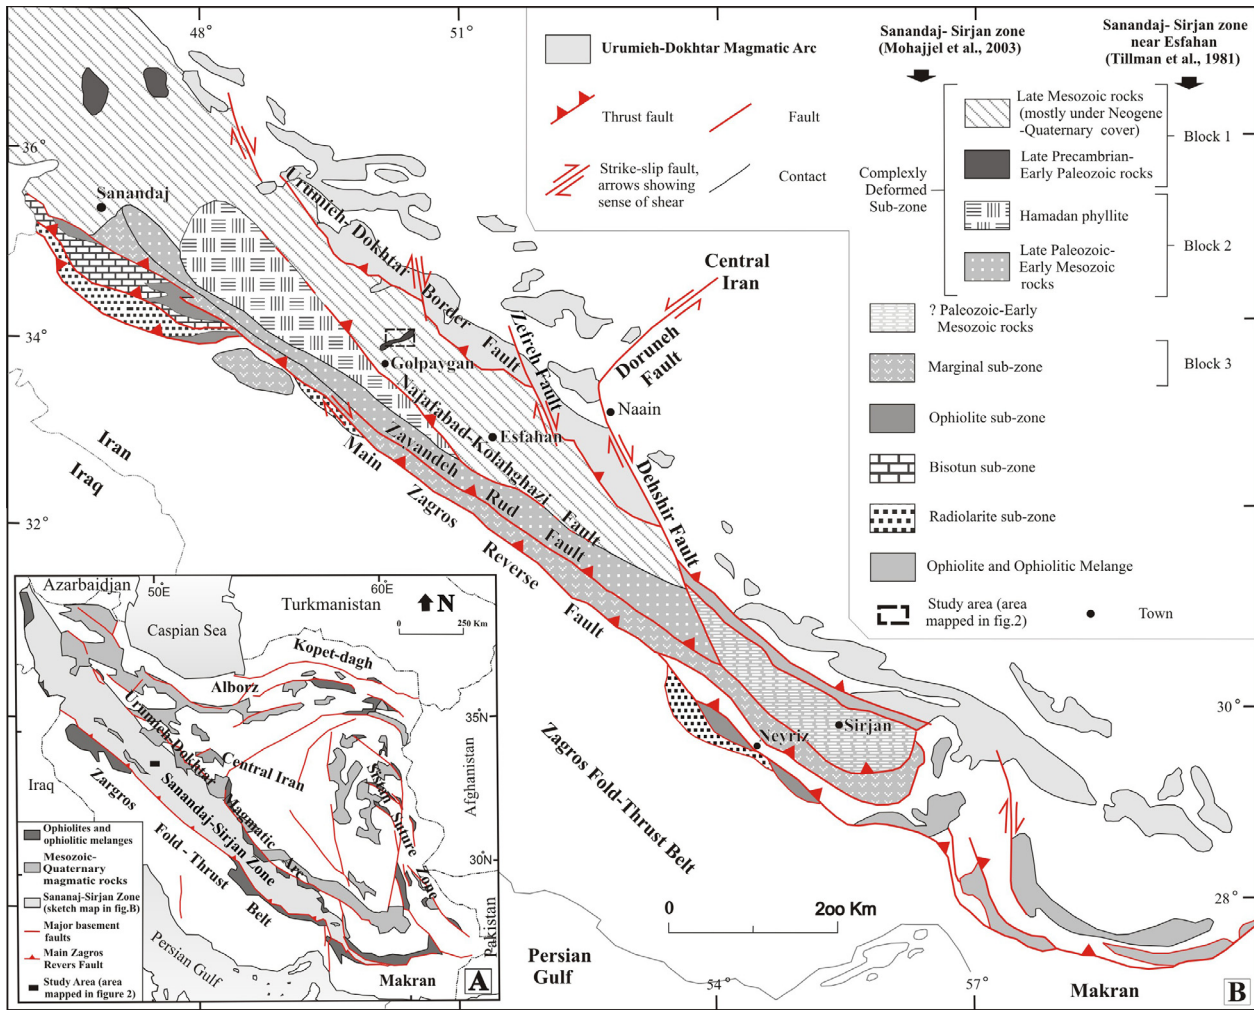 48°
51°
36°
34°
32°
30°
28°
54°
57°
Urumieh-Dokhtar Magmatic Arc
Thrust fault
Fault
Strike-slip fault,
arrows showing
sense of shear
Contact
Sanandaj- Sirjan zone
(Mohajjel et al., 2003)
Sanandaj- Sirjan zone
near Esfahan
(Tillman et al., 1981)
Complexly
Deformed
Sub-zone
Late Mesozoic rocks
(mostly under Neogene
-Quaternary cover)
Late Precambrian-
Early Paleozoic rocks
Block 1
Hamadan phyllite
Late Paleozoic-
Early Mesozoic
rocks
Block 2
? Paleozoic-Early
Mesozoic rocks
Marginal sub-zone
Block 3
Ophiolite sub-zone
Bisotun sub-zone
Radiolarite sub-zone
Ophiolite and Ophiolitic Melange
Study area (area
mapped in fig.2)
Town
Sanandaj
Urumieh- Dokhtar Border Fault
Central
Iran
Zefreh Fault
Doruneh
Fault
Golpaygan
Naain
Najafabad-Kolahghazi Fault
Esfahan
Dehshir Fault
Zayandeh Rud Fault
Main Zagros Reverse Fault
Iran
Iraq
Sirjan
Neyriz
Zagros Fold-Thrust Belt
0
2oo Km
Persian
Gulf
Makran
B
Azarbaidjan
50E
60E
N
Turkmanistan
0
250 Km
Caspian Sea
Kopet-dagh
Alborz
35N
Urumieh-Dokhtar Magmatic Arc
Central Iran
Sistan Suture Zone
Afghanistan
Iraq
Zargros Fold - Thrust Belt
Sanandaj-Sirjan Zone
30N
Pakistan
Persian Gulf
Makran
A
Ophiolites and
ophiolitic melanges
Mesozoic-
Quaternary
magmatic rocks
Sananaj-Sirjan Zone
(sketch map in fig.B)
Major basement
faults
Main Zagros
Revers Fault
Study Area (area
mapped in figure 2)